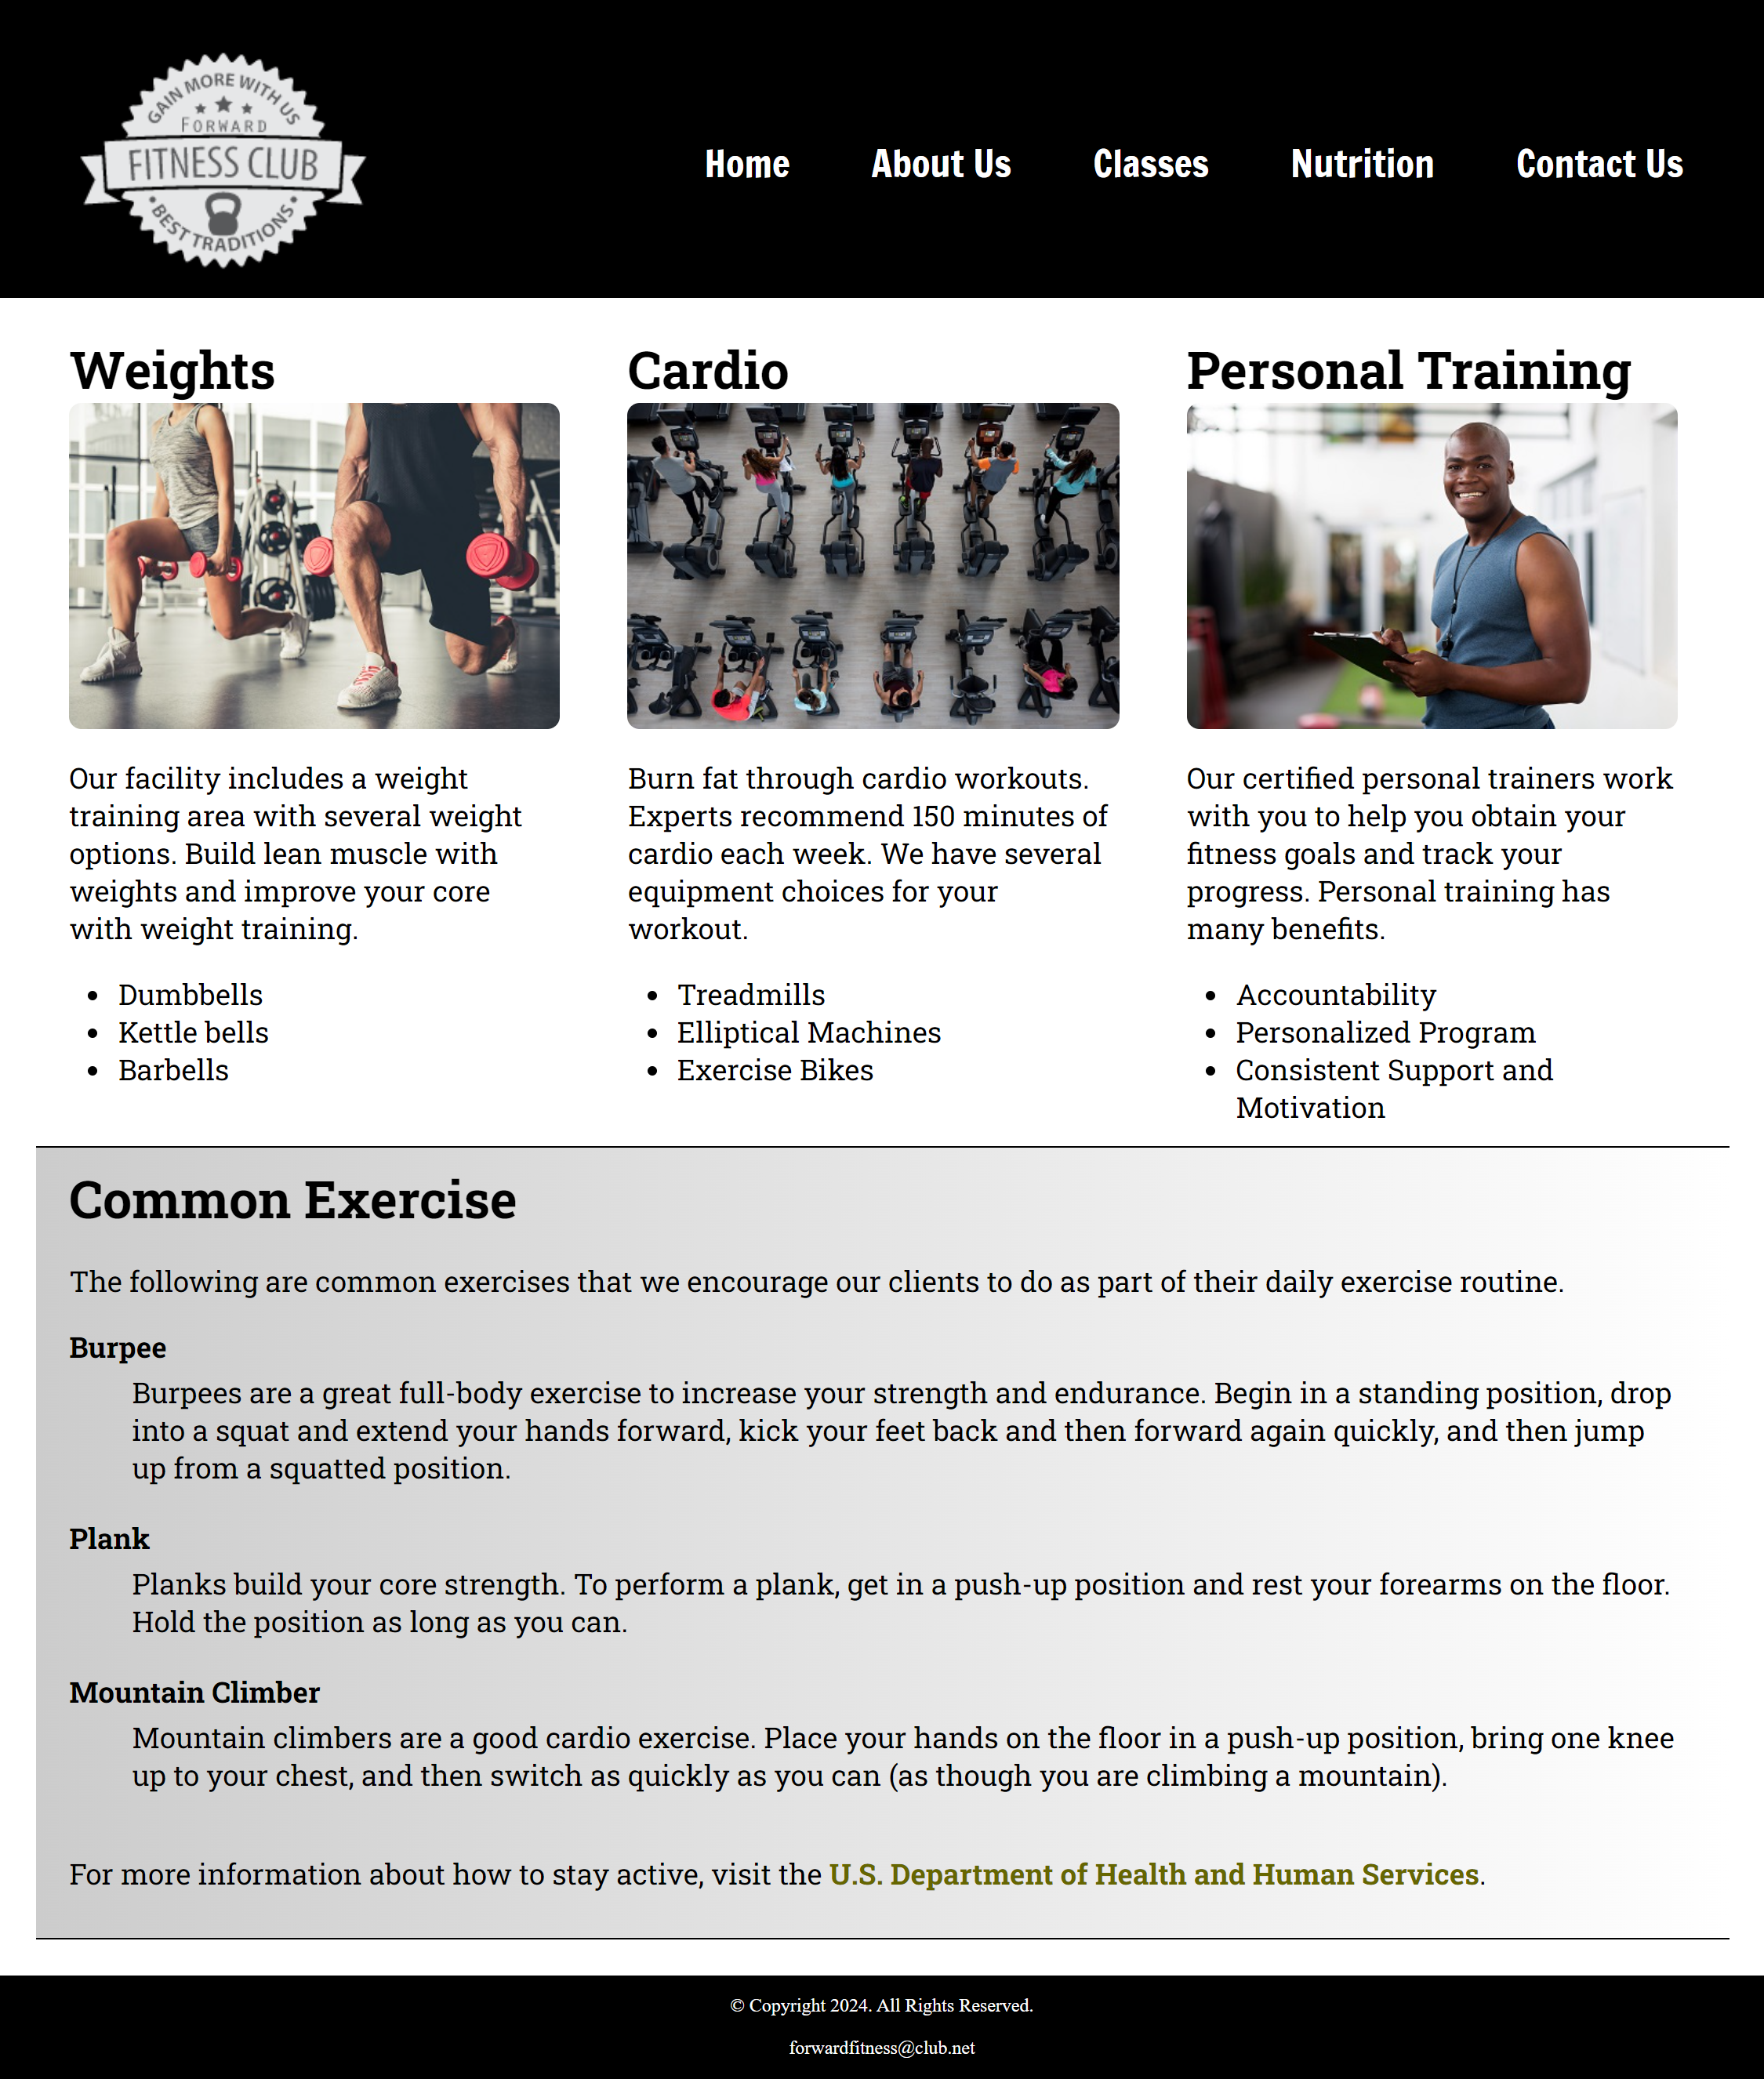 GAIN MORE WITH US
FORWARD
FITNESS CLUB
BEST TRADITIONS
Home About Us Classes Nutrition Contact Us
Weights
Our facility includes a weight
training area with several weight
options. Build lean muscle with
weights and improve your core
with weight training.
• Dumbbells
• Kettle bells
• Barbells
Cardio
Burn fat through cardio workouts.
Experts recommend 150 minutes of
cardio each week. We have several
equipment choices for your
workout.
• Treadmills
• Elliptical Machines
• Exercise Bikes
Personal Training
Our certified personal trainers work
with you to help you obtain your
fitness goals and track your
progress. Personal training has
many benefits.
• Accountability
• Personalized Program
• Consistent Support and
Motivation
Common Exercise
The following are common exercises that we encourage our clients to do as part of their daily exercise routine.
Burpee
Burpees are a great full-body exercise to increase your strength and endurance. Begin in a standing position, drop
into a squat and extend your hands forward, kick your feet back and then forward again quickly, and then jump
up from a squatted position.
Plank
Planks build your core strength. To perform a plank, get in a push-up position and rest your forearms on the floor.
Hold the position as long as you can.
Mountain Climber
Mountain climbers are a good cardio exercise. Place your hands on the floor in a push-up position, bring one knee
up to your chest, and then switch as quickly as you can (as though you are climbing a mountain).
For more information about how to stay active, visit the U.S. Department of Health and Human Services.
© Copyright 2024. All Rights Reserved.
forwardfitness@club.net